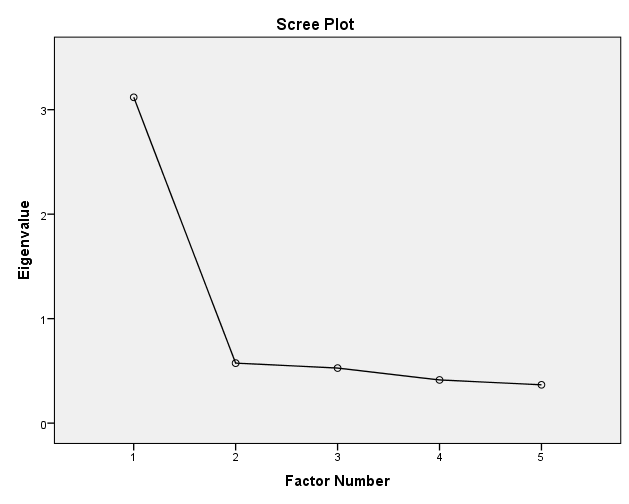 Scree Plot
Eigenvalue
3
2
1
0
1 2 3 4 5
Factor Number